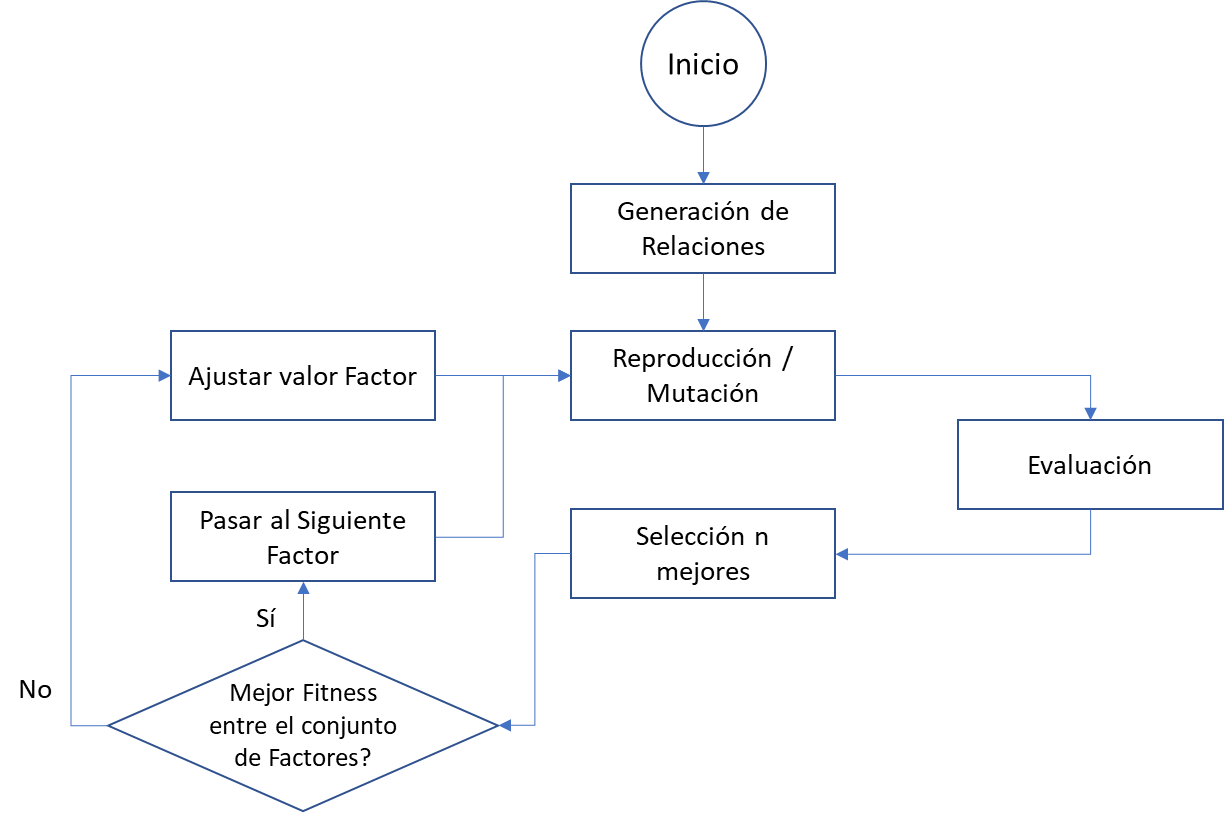 Inicio
Generación de
Relaciones
Ajustar valor Factor
Reproducción /
Mutación
Evaluación
Pasar al Siguiente
Factor
Selección n
mejores
Sí
No
Mejor Fitness
entre el conjunto
de Factores?